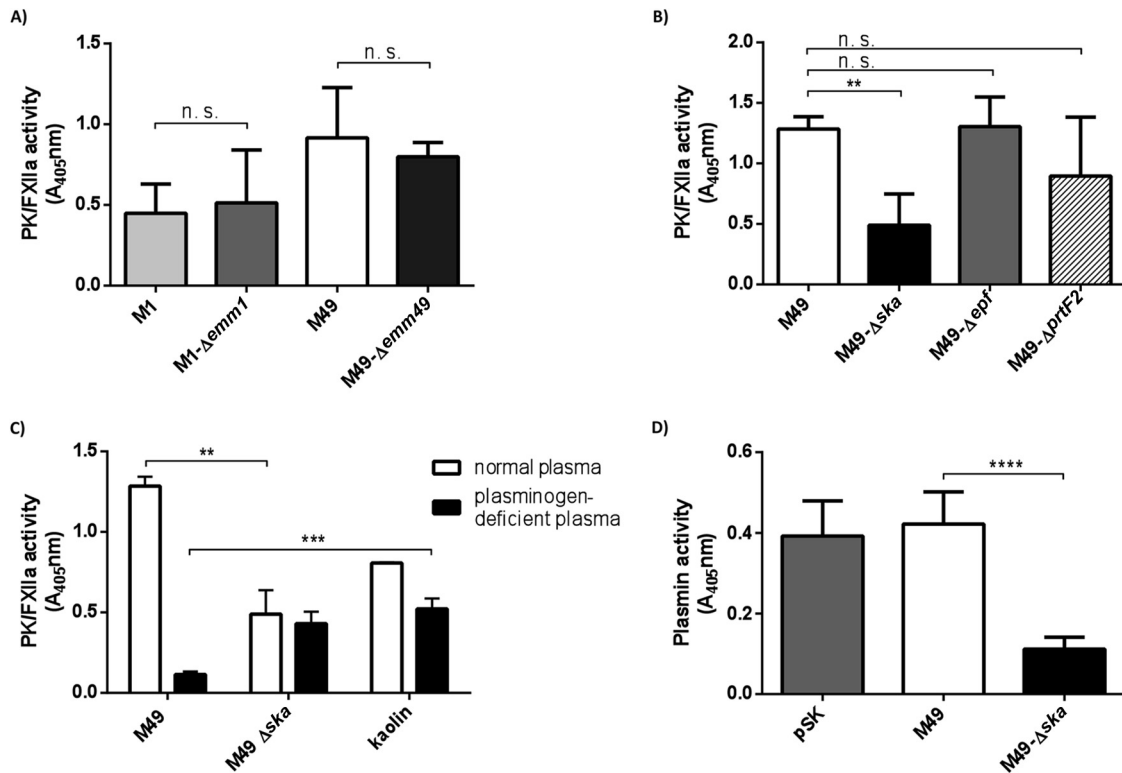 A)
PK/FXIIa activity
(A405nm)
1.5
1.0
0.5
0.0
n. s.
n. s.
M1
M1-Δemm1
M49
M49-Δemm49
B)
PK/FXIIa activity
(A405nm)
2.0
1.5
1.0
0.5
0.0
n. s.
n. s.
**
M49
M49-Δska
M49-Δepf
M49-ΔprtF2
C)
PK/FXIIa activity
(A405nm)
1.5
1.0
0.5
0.0
**
***
normal plasma
plasminogen-
deficient plasma
M49
M49 Δska
kaolin
D)
Plasmin activity
(A405nm)
0.6
0.4
0.2
0.0
****
pSK
M49
M49-Δska